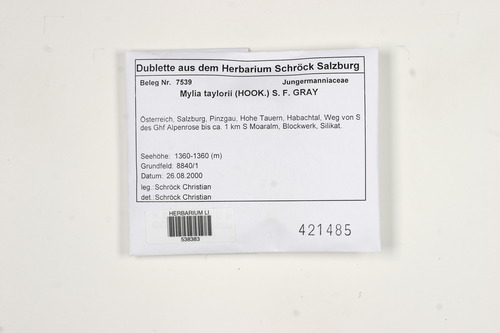 Dublette aus dem Herbarium Schröck Salzburg
Beleg Nr. 7539 Jungermanniaceae
Mylia taylorii (HOOK.) S. F. GRAY
Österreich, Salzburg, Pinzgau, Hohe Tauern, Habachtal, Weg von S
des Ghf Alpenrose bis ca. 1 km S Moaralm, Blockwerk, Silikat.
Seehöhe: 1360-1360 (m)
Grundfeld: 8840/1
Datum: 26.08.2000
leg.: Schröck Christian
det.: Schröck Christian
HERBARIUM LI
538383
421485